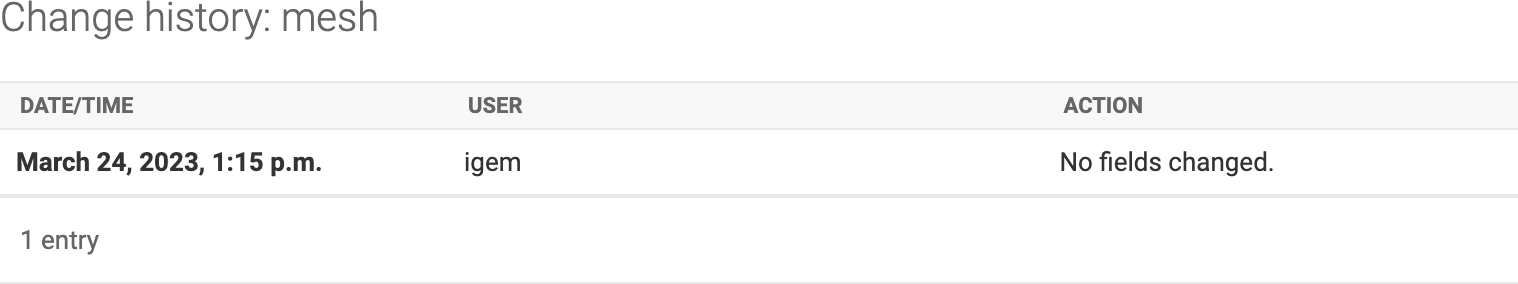 Change history: mesh
DATE/TIME USER ACTION
March 24, 2023, 1:15 p.m. igem No fields changed.
1 entry